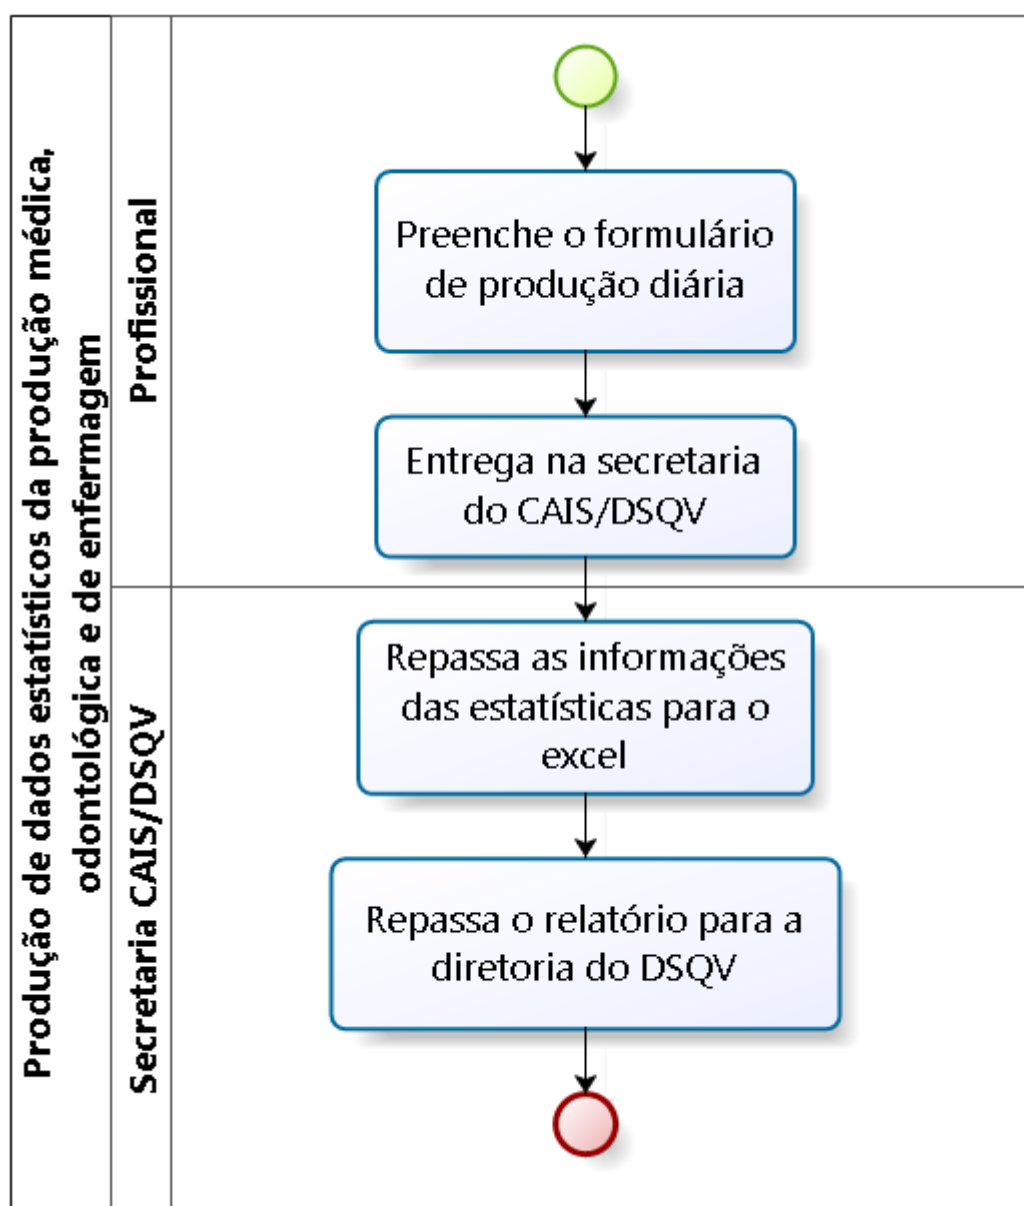 Produção de dados estatísticos da produção médica,
odontológica e de enfermagem
Profissional
Preenche o formulário
de produção diária
Entrega na secretaria
do CAIS/DSQV
Secretaria CAIS/DSQV
Repassa as informações
das estatísticas para o
excel
Repassa o relatório para a
diretoria do DSQV